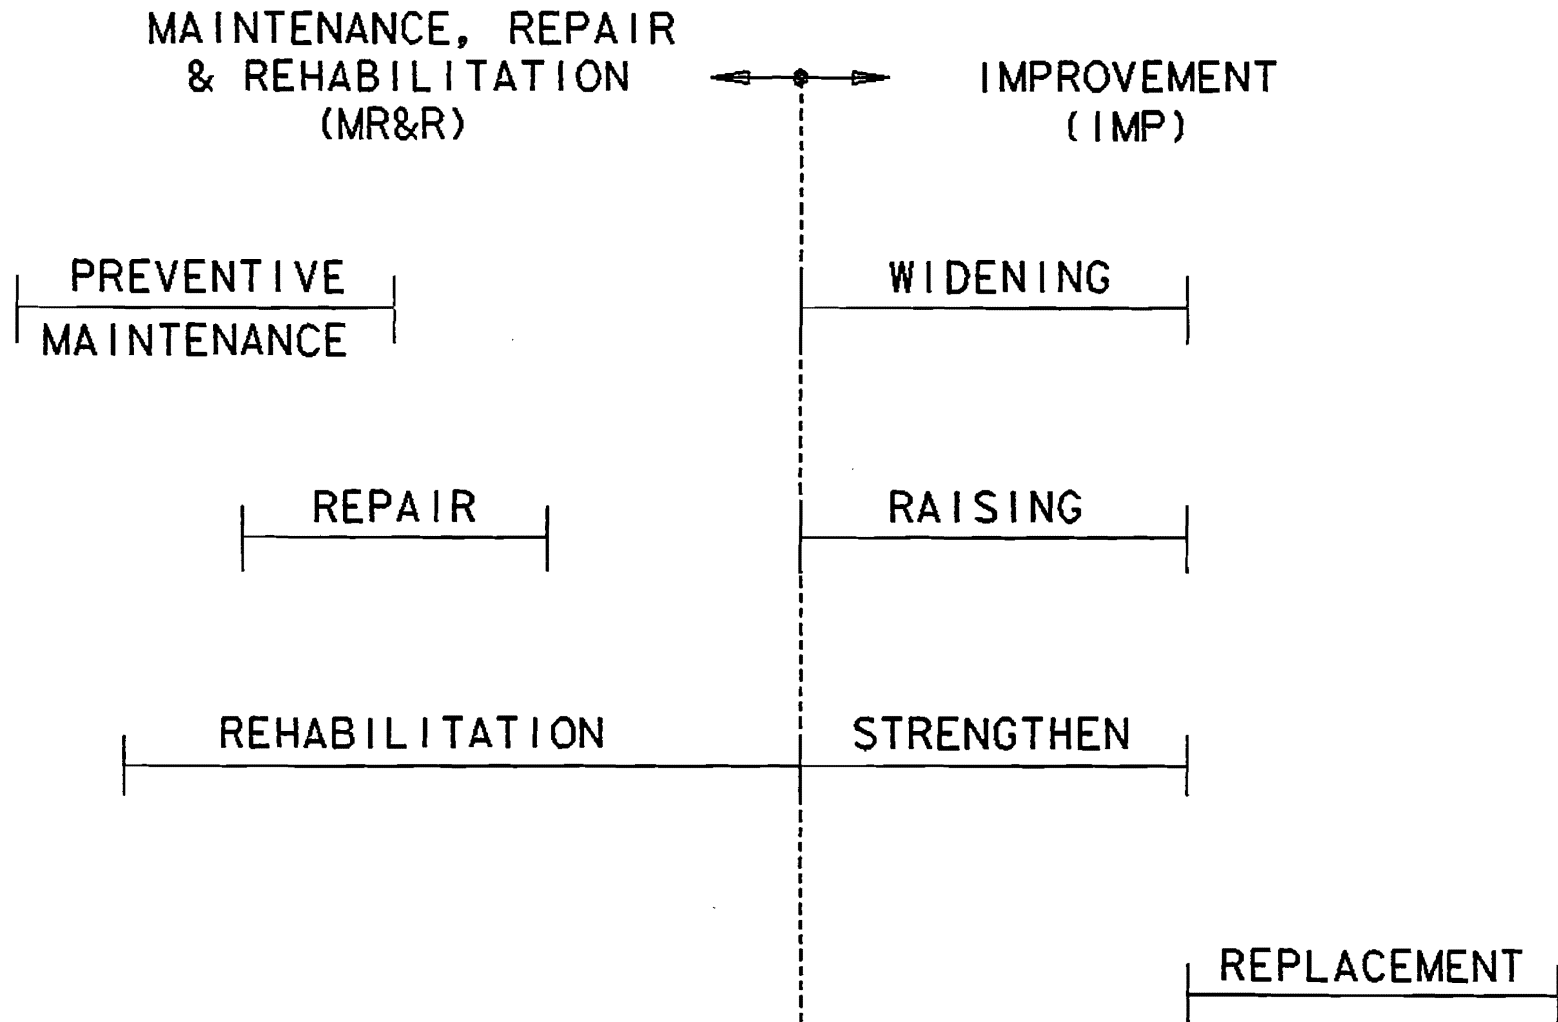 MAINTENANCE, REPAIR
& REHABILITATION
(MR&R)
IMPROVEMENT
(IMP)
PREVENTIVE
MAINTENANCE
WIDENING
REPAIR
RAISING
REHABILITATION
STRENGTHEN
REPLACEMENT